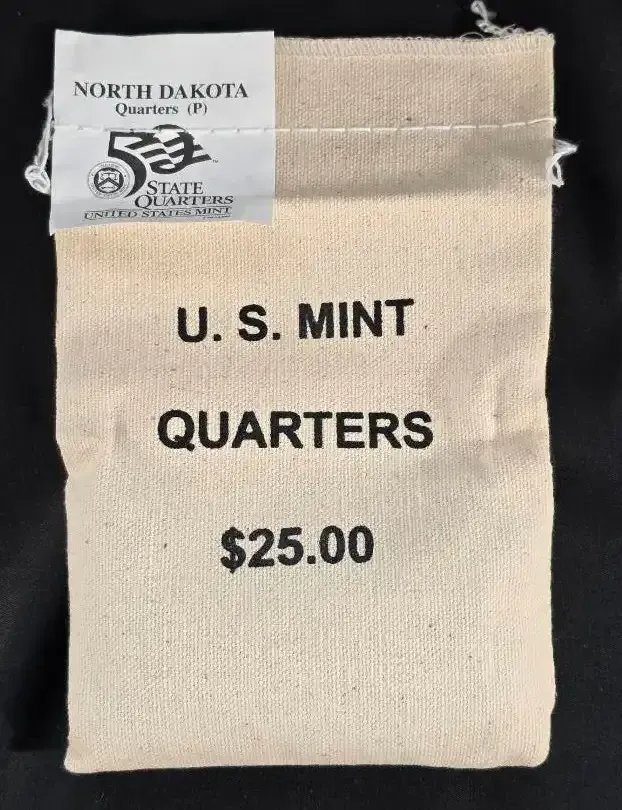 NORTH DAKOTA
Quarters (P)
50
STATE
QUARTERS
UNITED STATES MINT
U. S. MINT
QUARTERS
$25.00